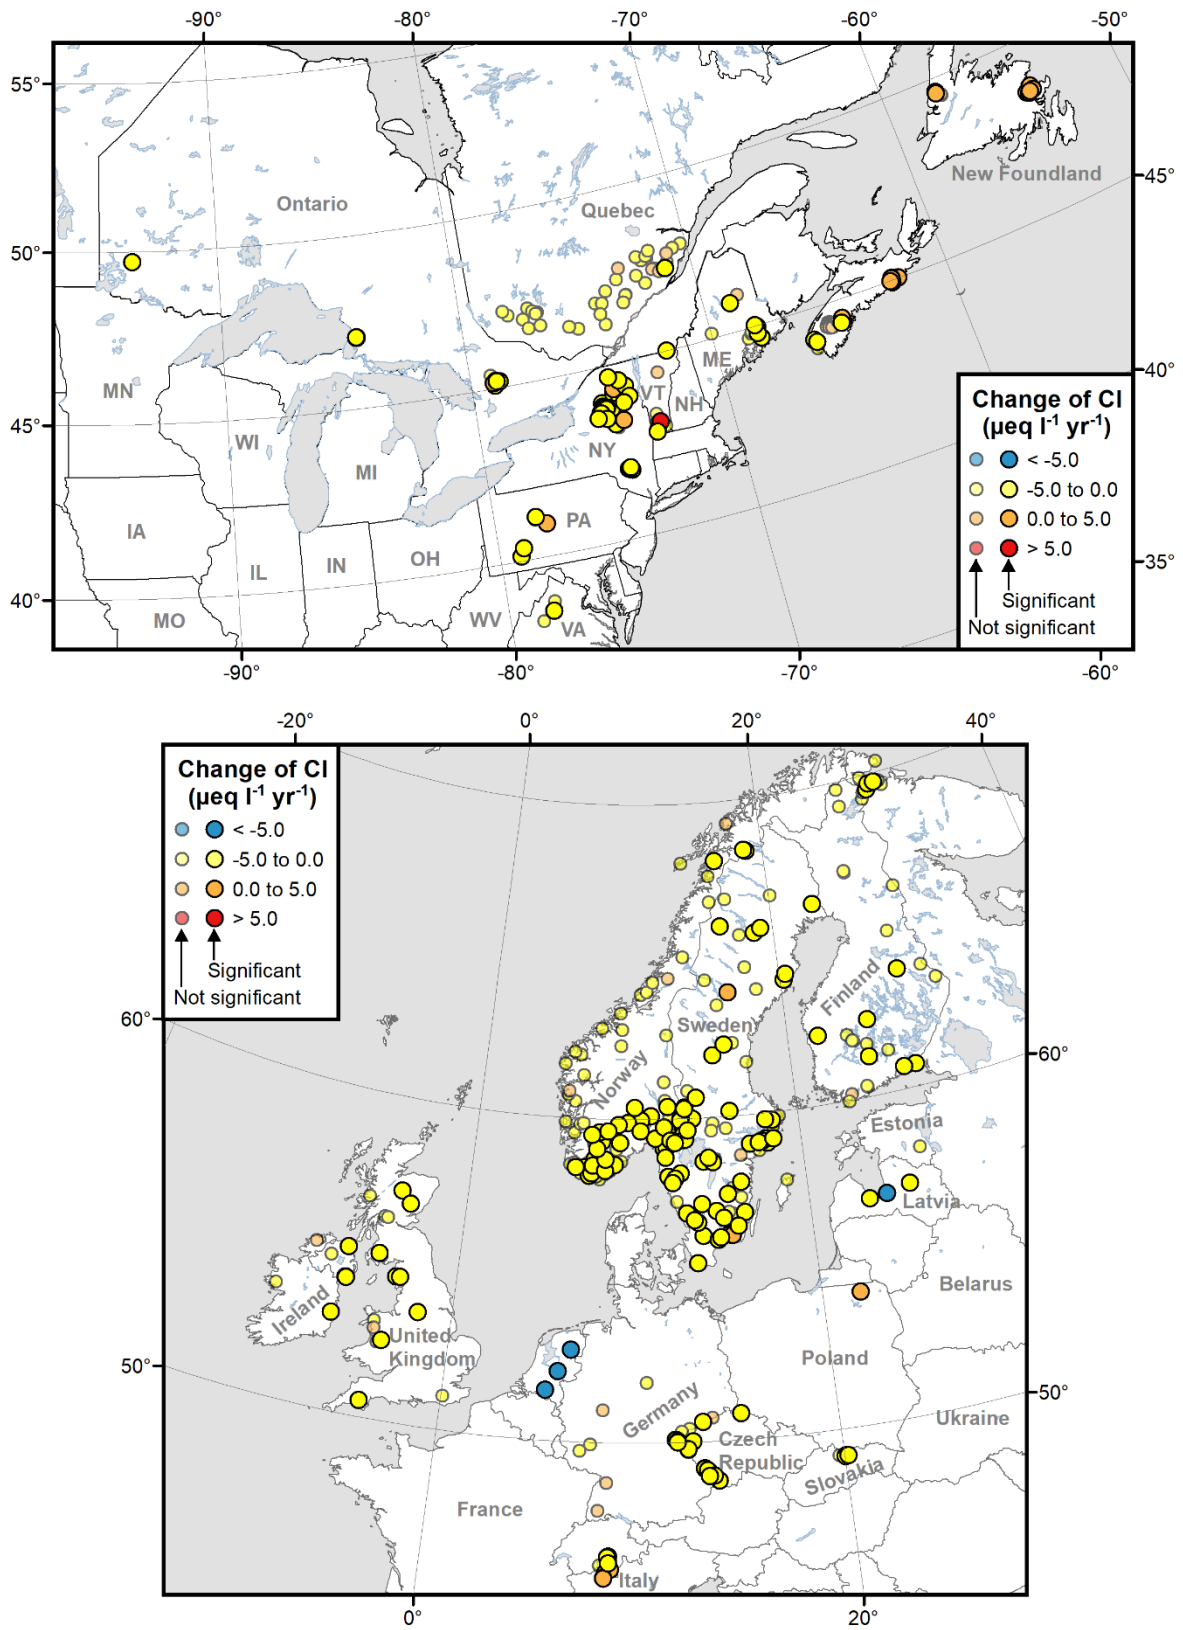 -90° -80° -70° -60° -50°
55°
New Foundland
45°
Ontario
Quebec
50°
40°
ME
MN
VT
NH
Change of Cl
(µeq l-1 yr-1)
WI
NY
45°
< -5.0
MI
-5.0 to 0.0
PA
0.0 to 5.0
IA
> 5.0
OH
IN
IL
35°
40°
Significant
MO
WV
VA
Not significant
-90° -80° -70° -60°
-20° 0° 20° 40°
Change of Cl
(µeq l-1 yr-1)
< -5.0
-5.0 to 0.0
0.0 to 5.0
> 5.0
Significant
Not significant
Finland
60°
Sweden
60°
Norway
Estonia
Latvia
Belarus
Ireland
United
Kingdom
Poland
50°
50°
Germany
Ukraine
Czech
Republic
Slovakia
France
Italy
0° 20°